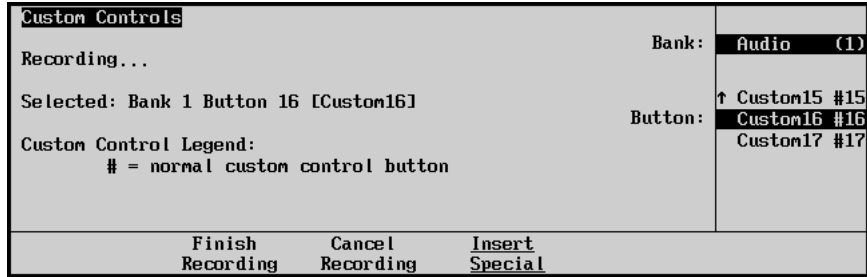 Custom Controls
Bank: Audio (1)
Recording...
Selected: Bank 1 Button 16 [Custom16]
↑ Custom15 #15
Button: Custom16 #16
Custom17 #17
Custom Control Legend:
# = normal custom control button
Finish Recording
Cancel Recording
Insert Special